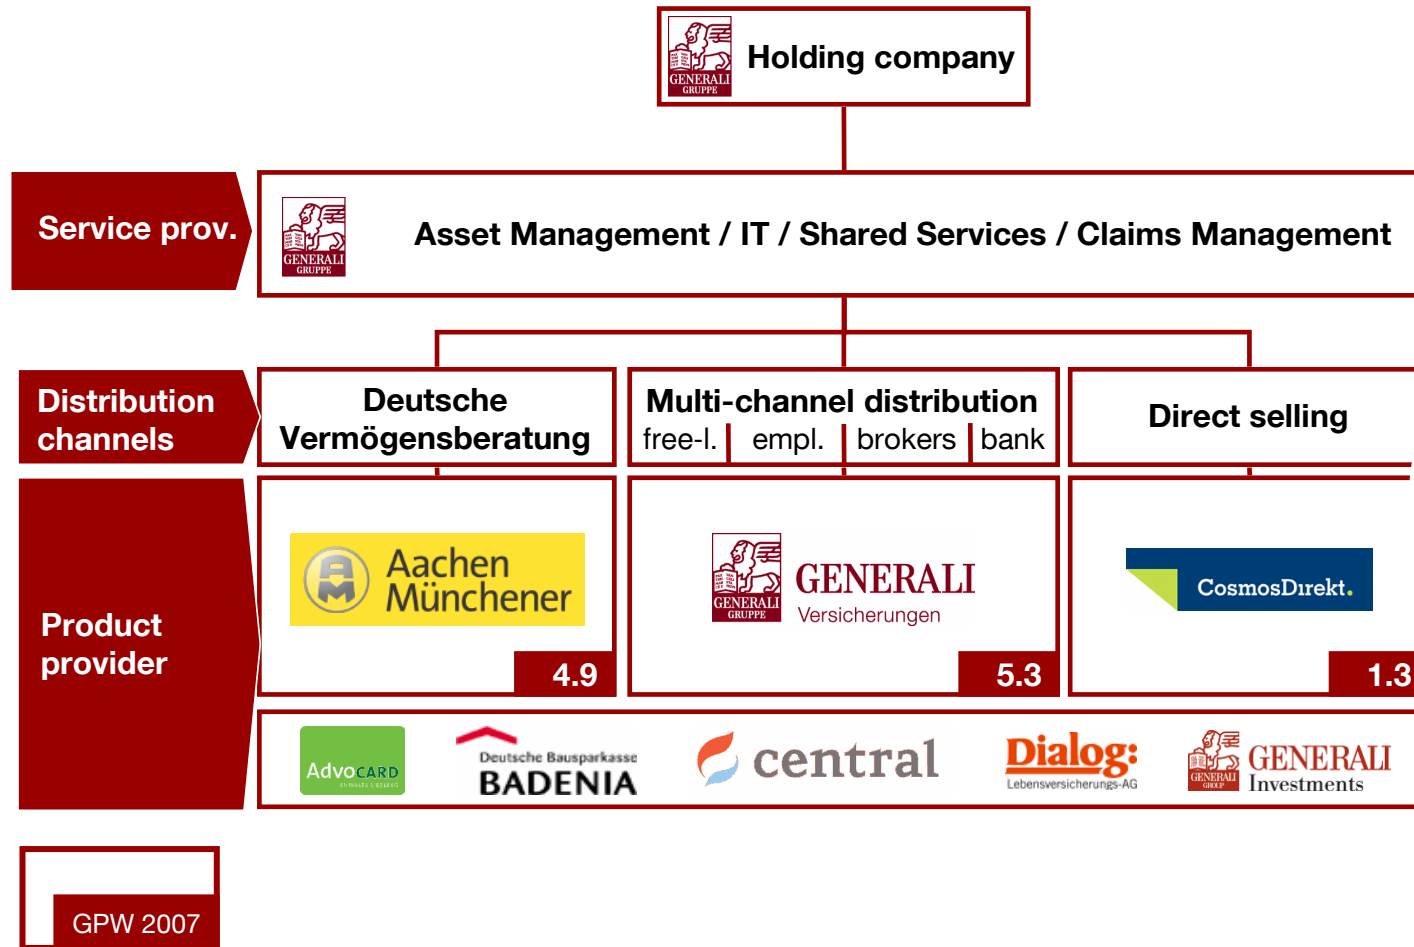 GENERALI
GRUPPE
Holding company
Service prov.
GENERALI
GRUPPE
Asset Management / IT / Shared Services / Claims Management
Distribution
channels
Deutsche
Vermögensberatung
Multi-channel distribution
free-l. empl. brokers bank
Direct selling
Product
provider
AM
Aachen
Münchener
4.9
GENERALI
GRUPPE
GENERALI
Versicherungen
5.3
CosmosDirekt.
1.3
ADVOCARD
ANWALTS LIEBLING
Deutsche Bausparkasse
BADENIA
central
Dialog:
Lebensversicherungs-AG
GENERALI
GROUP
GENERALI
Investments
GPW 2007